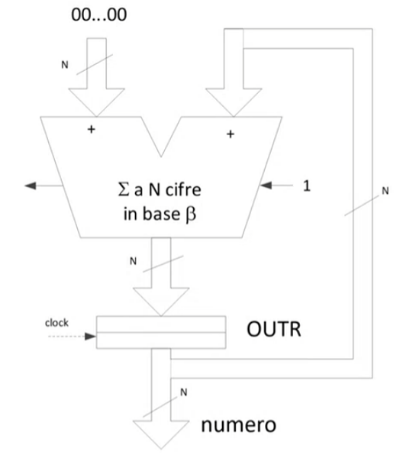 00...00
N
+
+
Σ a N cifre
in base β
1
N
N
clock
OUTR
N
numero